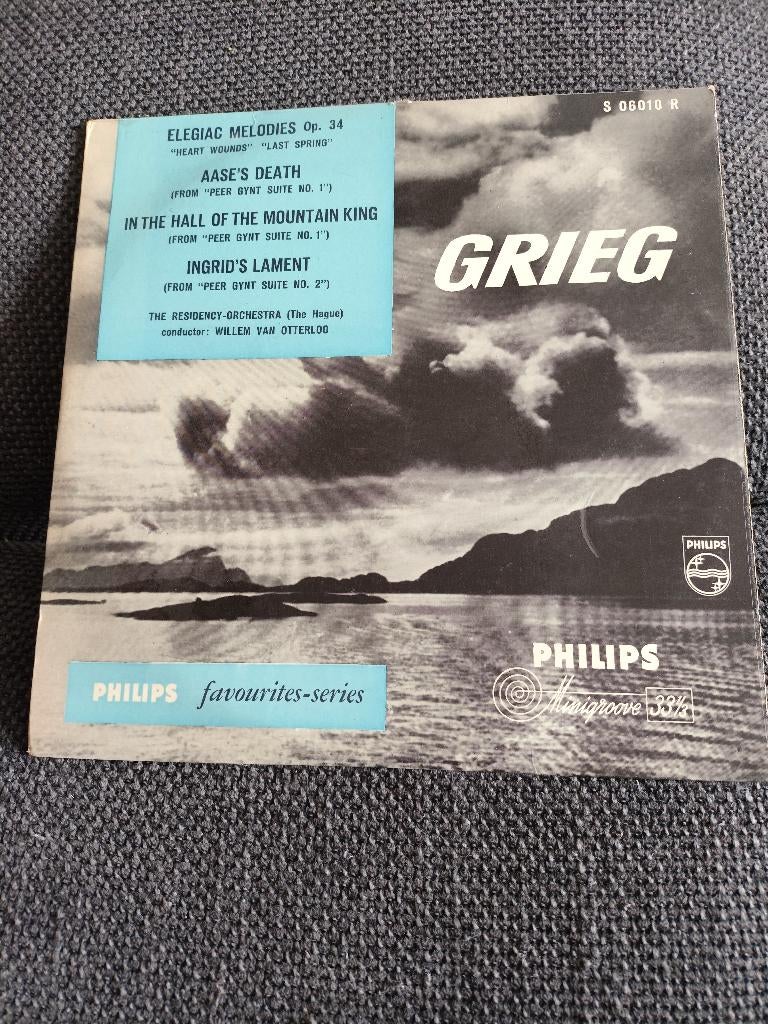 S 06010 R
ELEGIAC MELODIES Op. 34
"HEART WOUNDS" "LAST SPRING"
AASE'S DEATH
(FROM "PEER GYNT SUITE NO. 1")
IN THE HALL OF THE MOUNTAIN KING
(FROM "PEER GYNT SUITE NO. 1")
INGRID'S LAMENT
(FROM "PEER GYNT SUITE NO. 2")
THE RESIDENCY-ORCHESTRA (The Hague)
conductor: WILLEM VAN OTTERLOO
GRIEG
PHILIPS
PHILIPS
Minigroove 33⅓
PHILIPS favourites-series